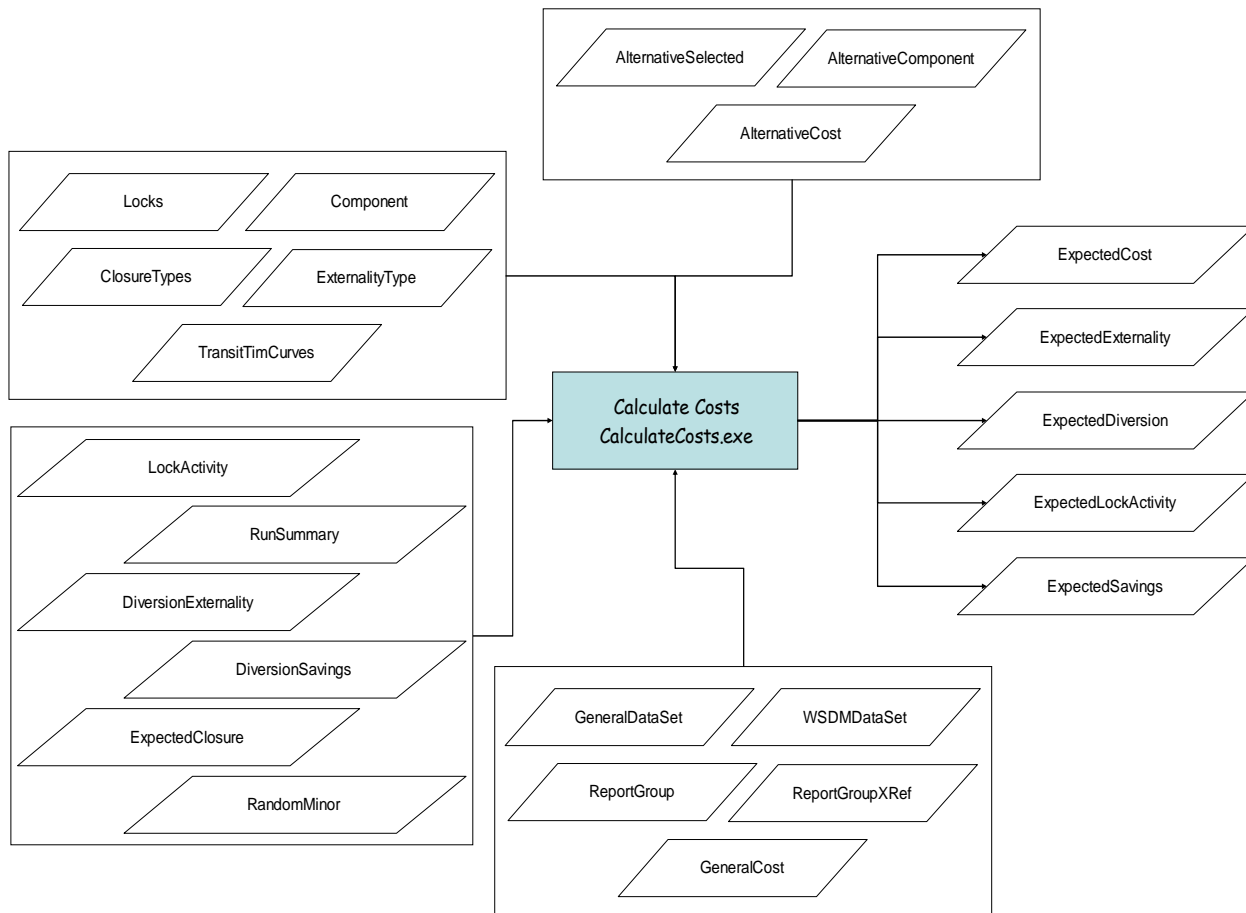 AlternativeSelected
AlternativeComponent
AlternativeCost
Locks
Component
ClosureTypes
ExternalityType
TransitTimCurves
ExpectedCost
ExpectedExternality
ExpectedDiversion
ExpectedLockActivity
ExpectedSavings
Calculate Costs
CalculateCosts.exe
LockActivity
RunSummary
DiversionExternality
DiversionSavings
ExpectedClosure
RandomMinor
GeneralDataSet
WSDMDataSet
ReportGroup
ReportGroupXRef
GeneralCost